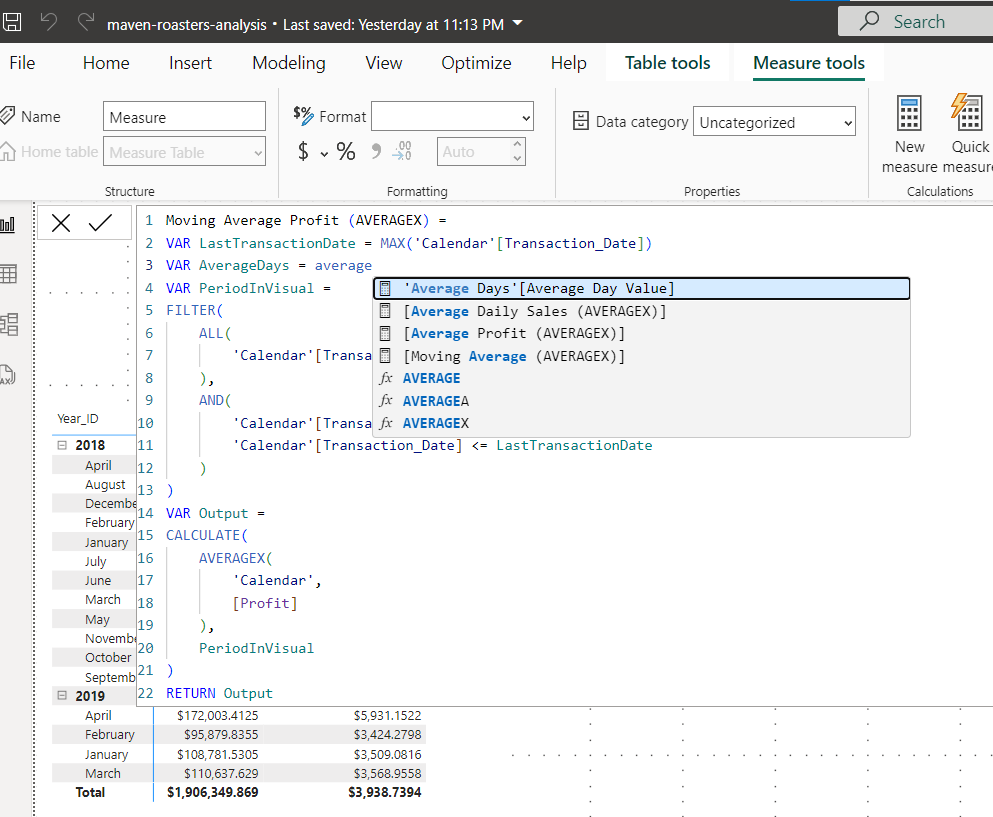 maven-roasters-analysis • Last saved: Yesterday at 11:13 PM
Search
File Home Insert Modeling View Optimize Help Table tools Measure tools
Name Measure
Home table Measure Table
Structure
$% Format
$ % 9 .00 →.0 Auto
Formatting
Data category Uncategorized
Properties
New measure
Quick measure
Calculations
1 Moving Average Profit (AVERAGEX) =
2 VAR LastTransactionDate = MAX('Calendar'[Transaction_Date])
3 VAR AverageDays = average
4 VAR PeriodInVisual =
5 FILTER(
6 ALL(
7 'Calendar'[Transa
8 ),
9 AND(
10 'Calendar'[Transa
11 'Calendar'[Transaction_Date] <= LastTransactionDate
12 )
13 )
14 VAR Output =
15 CALCULATE(
16 AVERAGEX(
17 'Calendar',
18 [Profit]
19 ),
20 PeriodInVisual
21 )
22 RETURN Output
'Average Days'[Average Day Value]
[Average Daily Sales (AVERAGEX)]
[Average Profit (AVERAGEX)]
[Moving Average (AVERAGEX)]
fx AVERAGE
fx AVERAGEA
fx AVERAGEX
Year_ID
2018
April
August
Decembe
February
January
July
June
March
May
Novembe
October
Septemb
2019
April $172,003.4125 $5,931.1522
February $95,879.8355 $3,424.2798
January $108,781.5305 $3,509.0816
March $110,637.629 $3,568.9558
Total $1,906,349.869 $3,938.7394